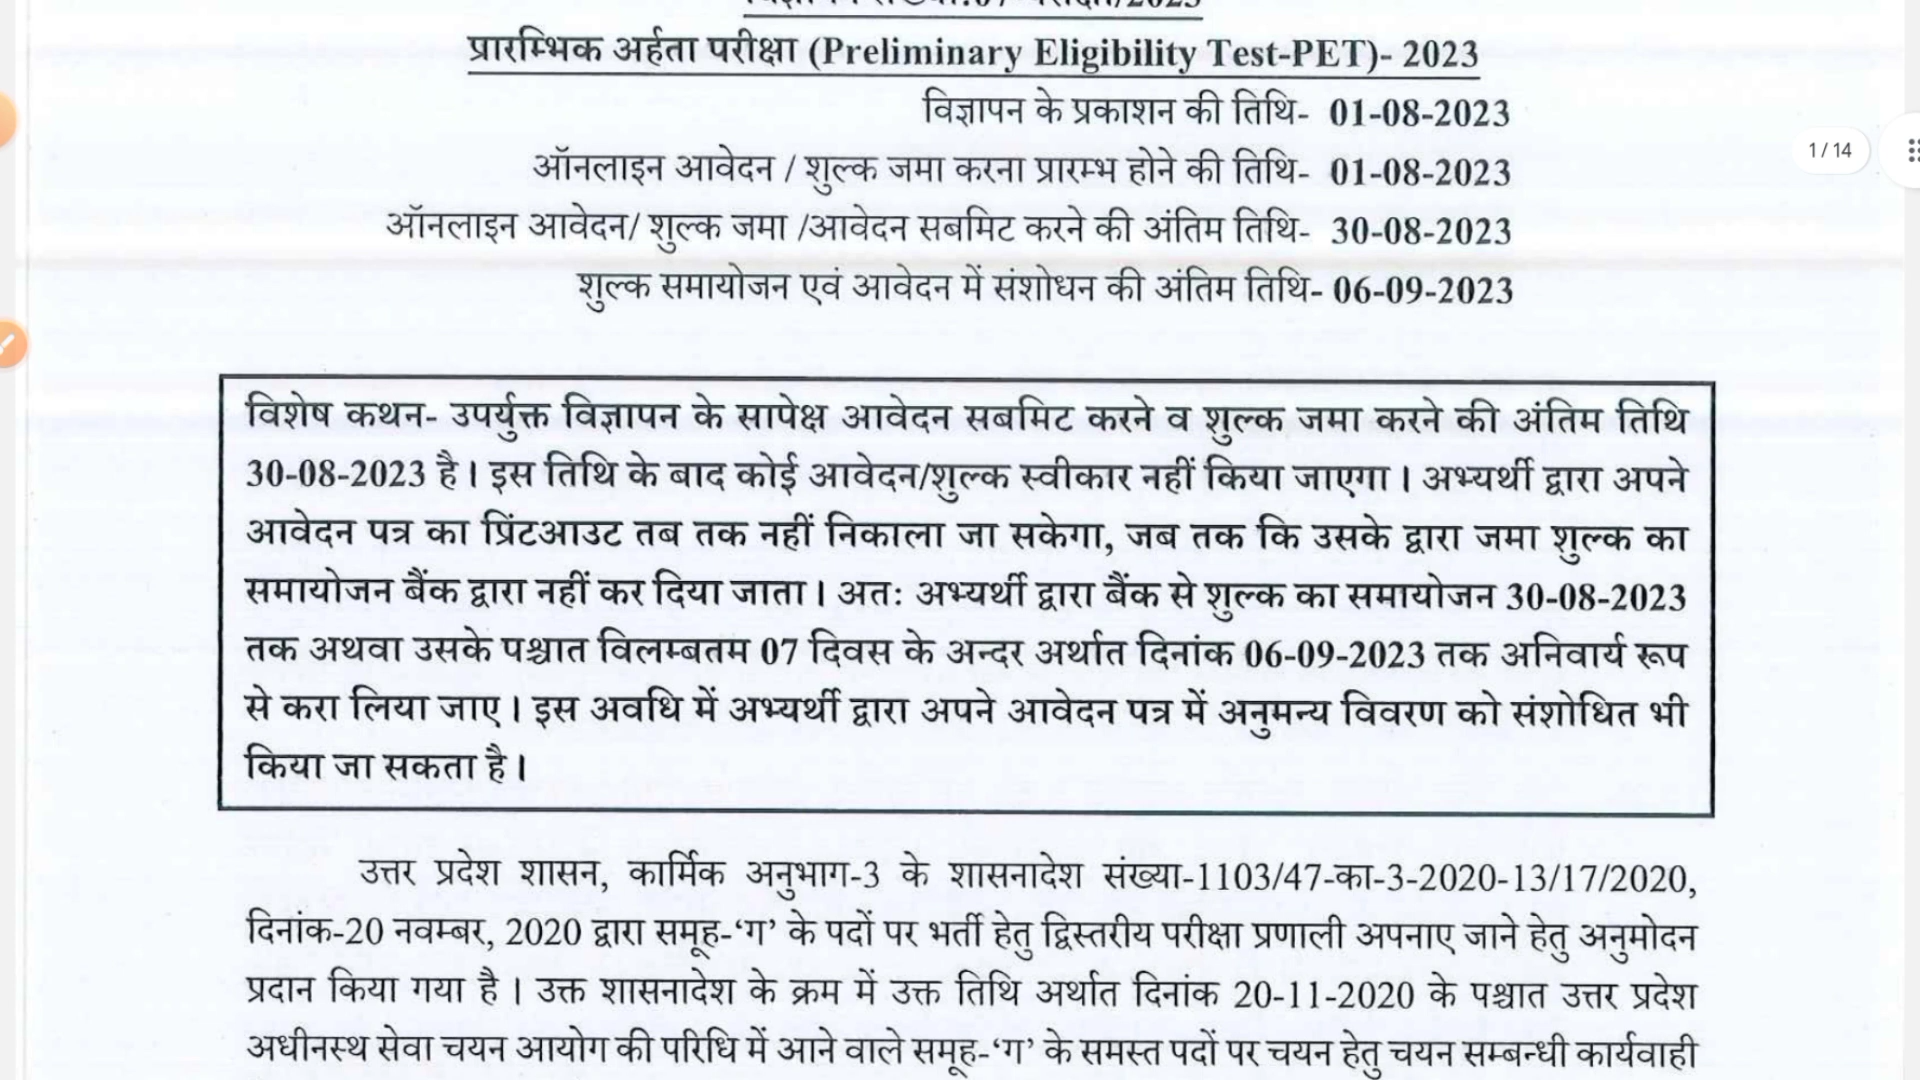 प्रारम्भिक अर्हता परीक्षा (Preliminary Eligibility Test-PET)- 2023
विज्ञापन के प्रकाशन की तिथि- 01-08-2023
1 / 14
ऑनलाइन आवेदन / शुल्क जमा करना प्रारम्भ होने की तिथि- 01-08-2023
ऑनलाइन आवेदन/ शुल्क जमा /आवेदन सबमिट करने की अंतिम तिथि- 30-08-2023
शुल्क समायोजन एवं आवेदन में संशोधन की अंतिम तिथि- 06-09-2023
विशेष कथन- उपर्युक्त विज्ञापन के सापेक्ष आवेदन सबमिट करने व शुल्क जमा करने की अंतिम तिथि
30-08-2023 है। इस तिथि के बाद कोई आवेदन/शुल्क स्वीकार नहीं किया जाएगा। अभ्यर्थी द्वारा अपने
आवेदन पत्र का प्रिंटआउट तब तक नहीं निकाला जा सकेगा, जब तक कि उसके द्वारा जमा शुल्क का
समायोजन बैंक द्वारा नहीं कर दिया जाता। अतः अभ्यर्थी द्वारा बैंक से शुल्क का समायोजन 30-08-2023
तक अथवा उसके पश्चात विलम्बतम 07 दिवस के अन्दर अर्थात दिनांक 06-09-2023 तक अनिवार्य रूप
से करा लिया जाए। इस अवधि में अभ्यर्थी द्वारा अपने आवेदन पत्र में अनुमन्य विवरण को संशोधित भी
किया जा सकता है।
उत्तर प्रदेश शासन, कार्मिक अनुभाग-3 के शासनादेश संख्या-1103/47-का-3-2020-13/17/2020,
दिनांक-20 नवम्बर, 2020 द्वारा समूह-‘ग’ के पदों पर भर्ती हेतु द्विस्तरीय परीक्षा प्रणाली अपनाए जाने हेतु अनुमोदन
प्रदान किया गया है। उक्त शासनादेश के क्रम में उक्त तिथि अर्थात दिनांक 20-11-2020 के पश्चात उत्तर प्रदेश
अधीनस्थ सेवा चयन आयोग की परिधि में आने वाले समूह-‘ग’ के समस्त पदों पर चयन हेतु चयन सम्बन्धी कार्यवाही